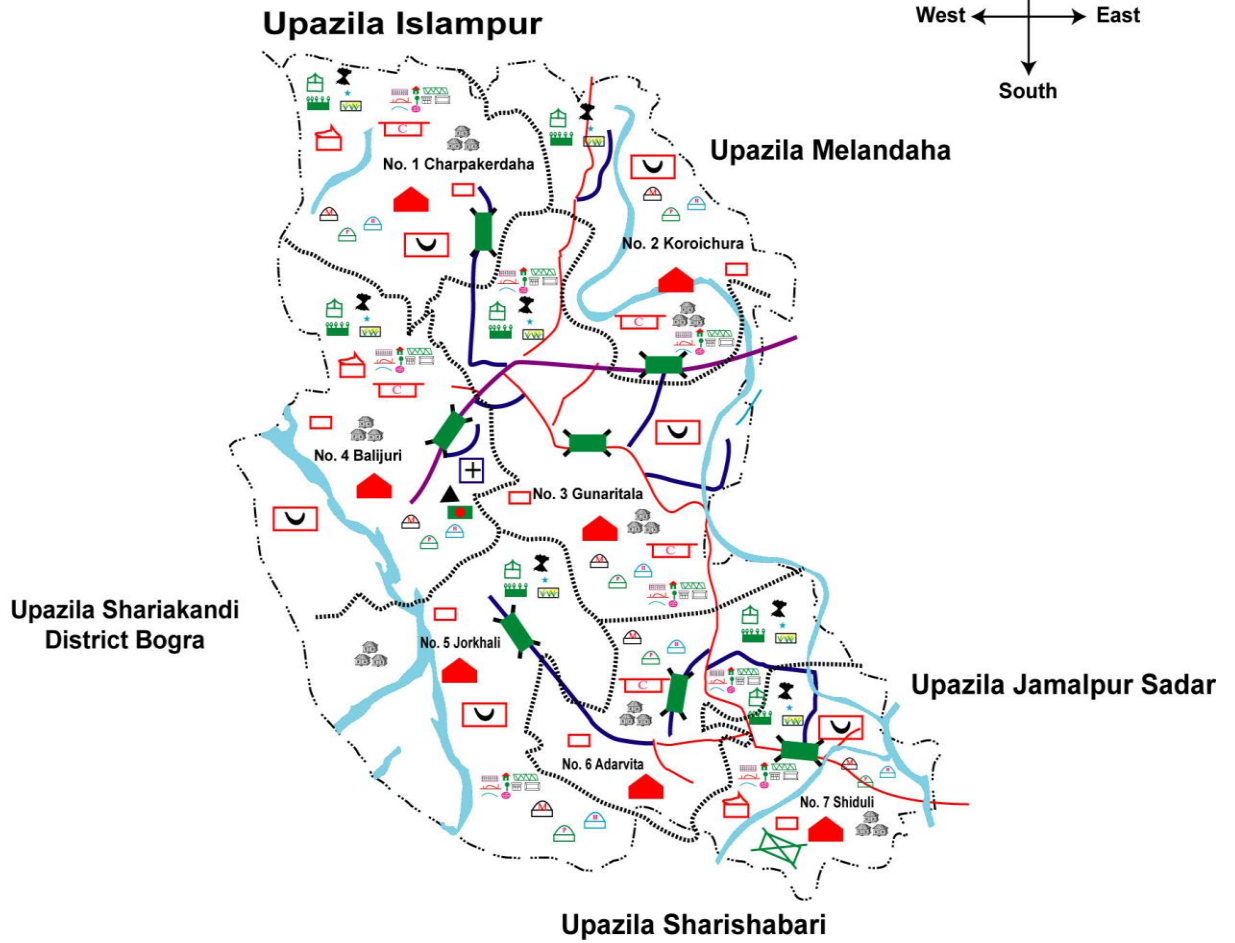 Upazila Islampur
West
East
South
Upazila Melandaha
No. 1 Charpakerdaha
No. 2 Koroichura
No. 4 Balijuri
No. 3 Gunaritala
Upazila Shariakandi
District Bogra
No. 5 Jorkhali
Upazila Jamalpur Sadar
No. 6 Adarvita
No. 7 Shiduli
Upazila Sharishabari